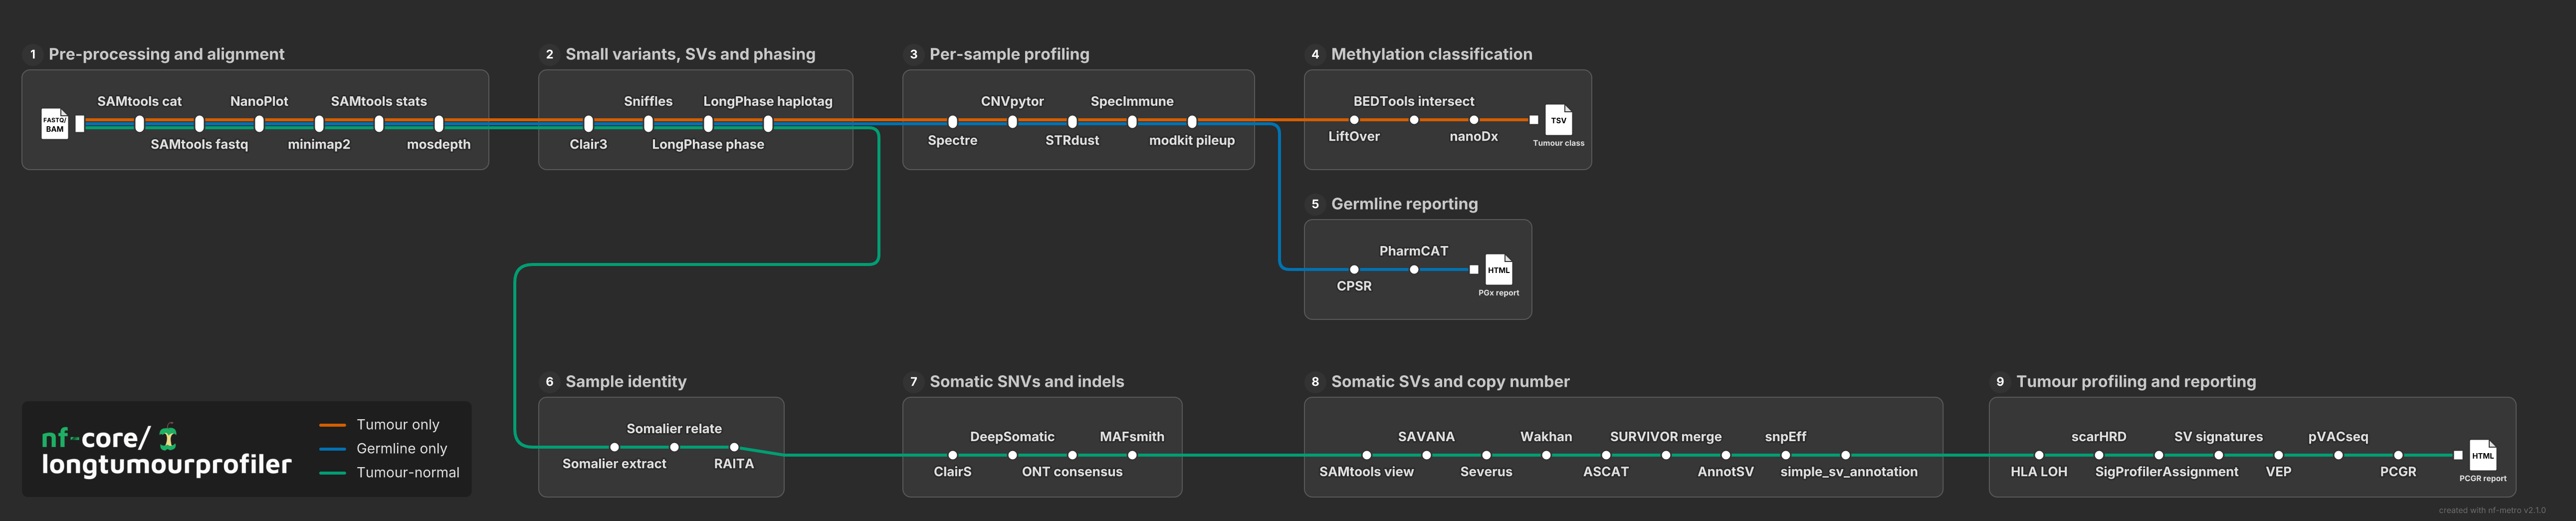 1 Pre-processing and alignment
FASTQ/
BAM
SAMtools cat
SAMtools fastq
NanoPlot
minimap2
SAMtools stats
mosdepth
2 Small variants, SVs and phasing
Clair3
Sniffles
LongPhase phase
LongPhase haplotag
3 Per-sample profiling
Spectre
CNVpytor
STRdust
SpecImmune
modkit pileup
4 Methylation classification
LiftOver
BEDTools intersect
nanoDx
TSV
Tumour class
5 Germline reporting
CPSR
PharmCAT
HTML
PGx report
6 Sample identity
Somalier extract
Somalier relate
RAITA
7 Somatic SNVs and indels
ClairS
DeepSomatic
ONT consensus
MAFsmith
8 Somatic SVs and copy number
SAMtools view
SAVANA
Severus
Wakhan
ASCAT
SURVIVOR merge
AnnotSV
snpEff
simple_sv_annotation
9 Tumour profiling and reporting
HLA LOH
scarHRD
SigProfilerAssignment
SV signatures
VEP
pVACseq
PCGR
HTML
PCGR report
nf-core/
longtumourprofiler
Tumour only
Germline only
Tumour-normal
created with nf-metro v2.1.0